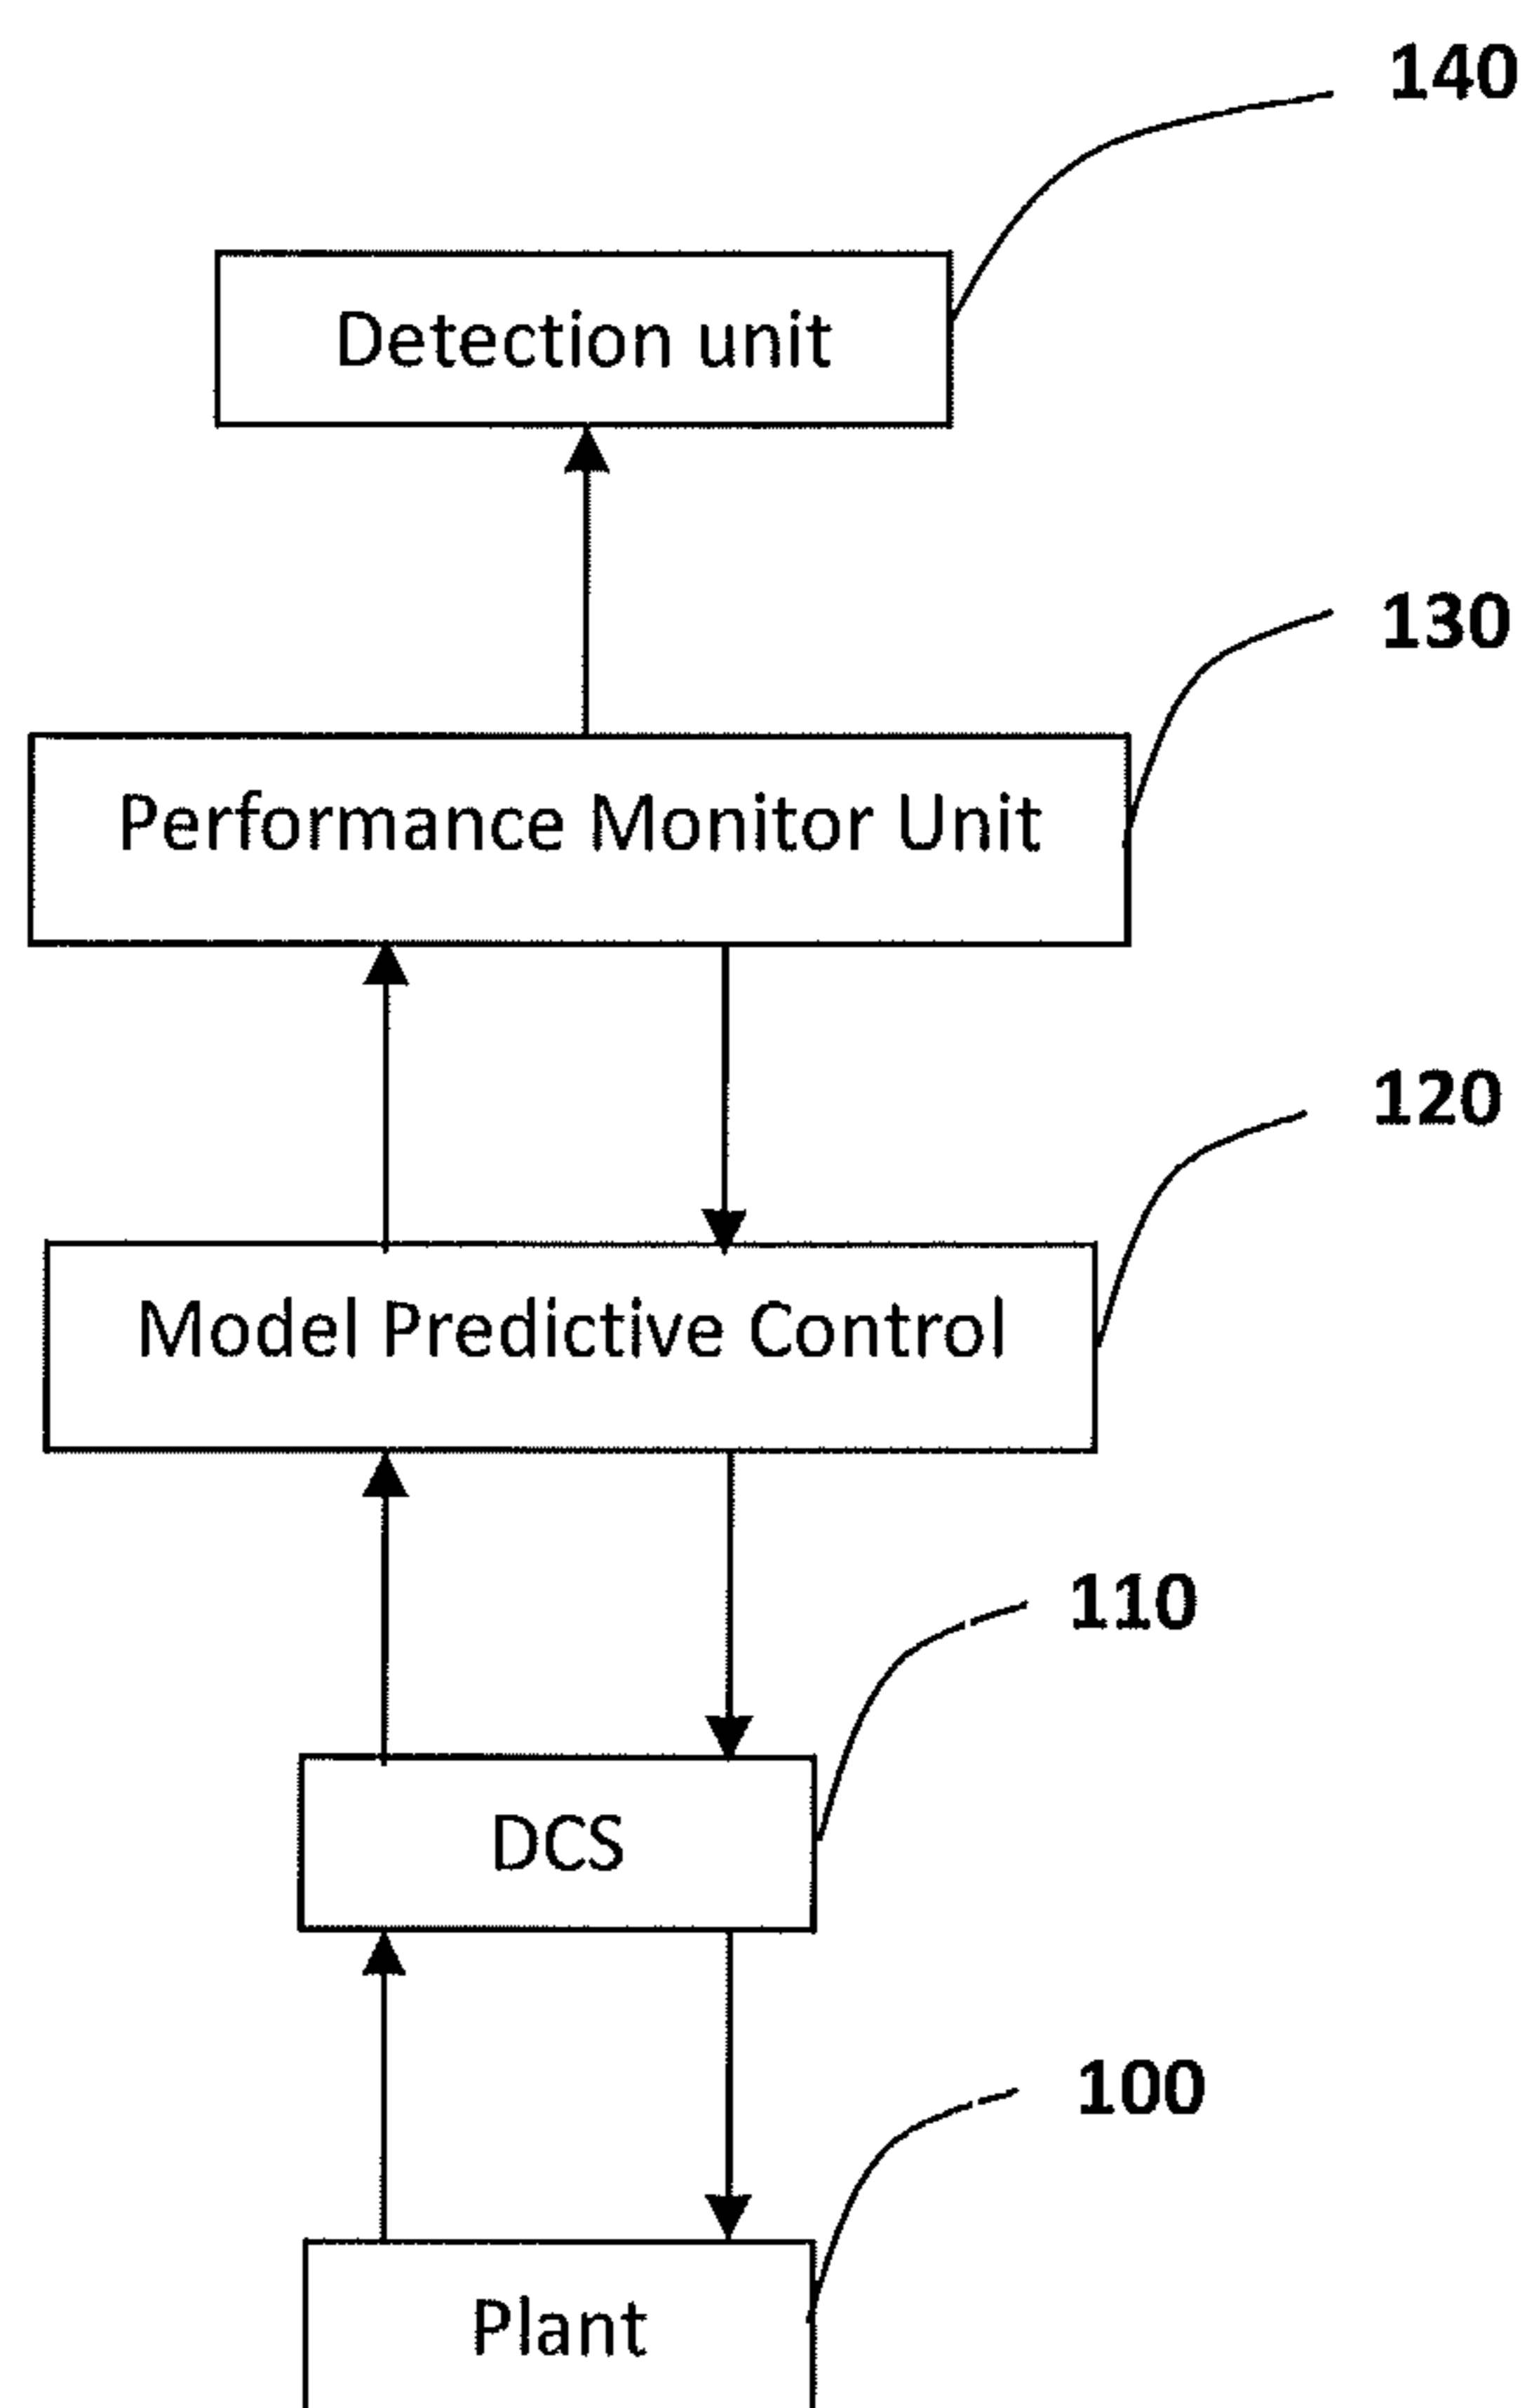 140
Detection unit
130
Performance Monitor Unit
120
Model Predictive Control
110
DCS
100
Plant